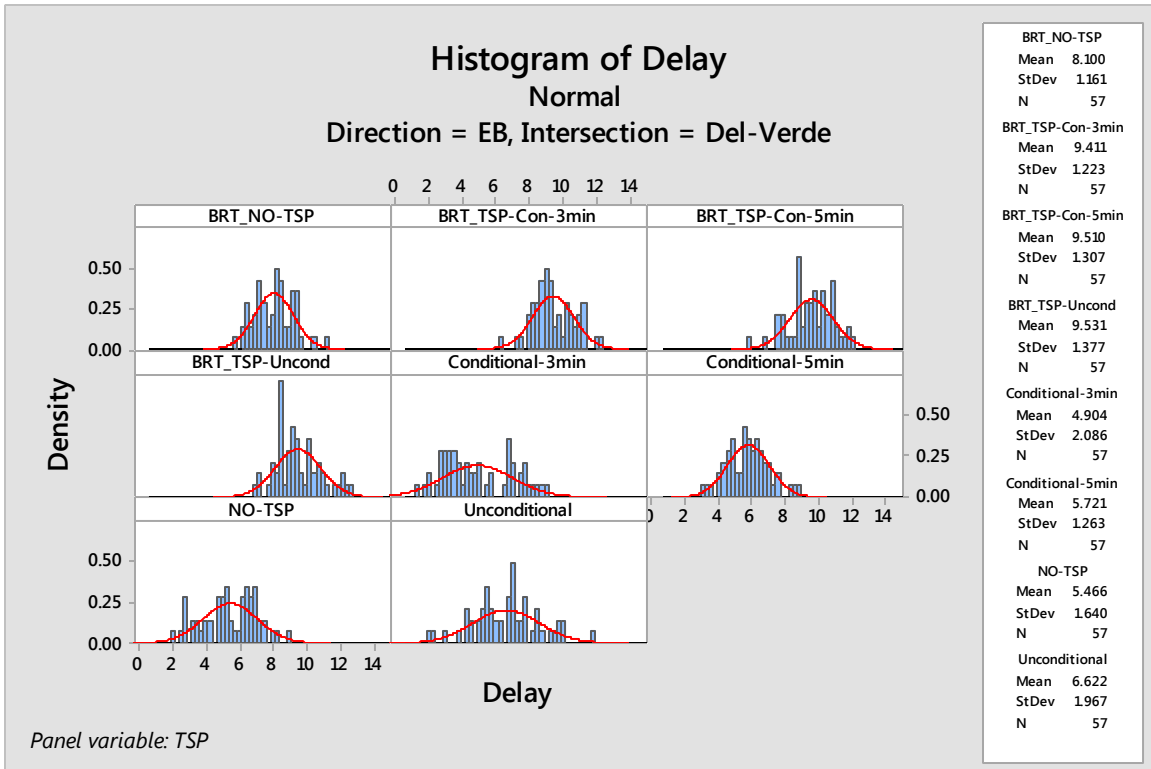 Histogram of Delay
Normal
Direction = EB, Intersection = Del-Verde
0 2 4 6 8 10 12 14
BRT_NO-TSP BRT_TSP-Con-3min BRT_TSP-Con-5min
0.50
0.25
0.00
BRT_TSP-Uncond Conditional-3min Conditional-5min
0.50
0.25
0.00
0 2 4 6 8 10 12 14
NO-TSP Unconditional
0.50
0.25
0.00
0 2 4 6 8 10 12 14
Density
Delay
Panel variable: TSP
BRT_NO-TSP
Mean 8.100
StDev 1.161
N 57
BRT_TSP-Con-3min
Mean 9.411
StDev 1.223
N 57
BRT_TSP-Con-5min
Mean 9.510
StDev 1.307
N 57
BRT_TSP-Uncond
Mean 9.531
StDev 1.377
N 57
Conditional-3min
Mean 4.904
StDev 2.086
N 57
Conditional-5min
Mean 5.721
StDev 1.263
N 57
NO-TSP
Mean 5.466
StDev 1.640
N 57
Unconditional
Mean 6.622
StDev 1.967
N 57